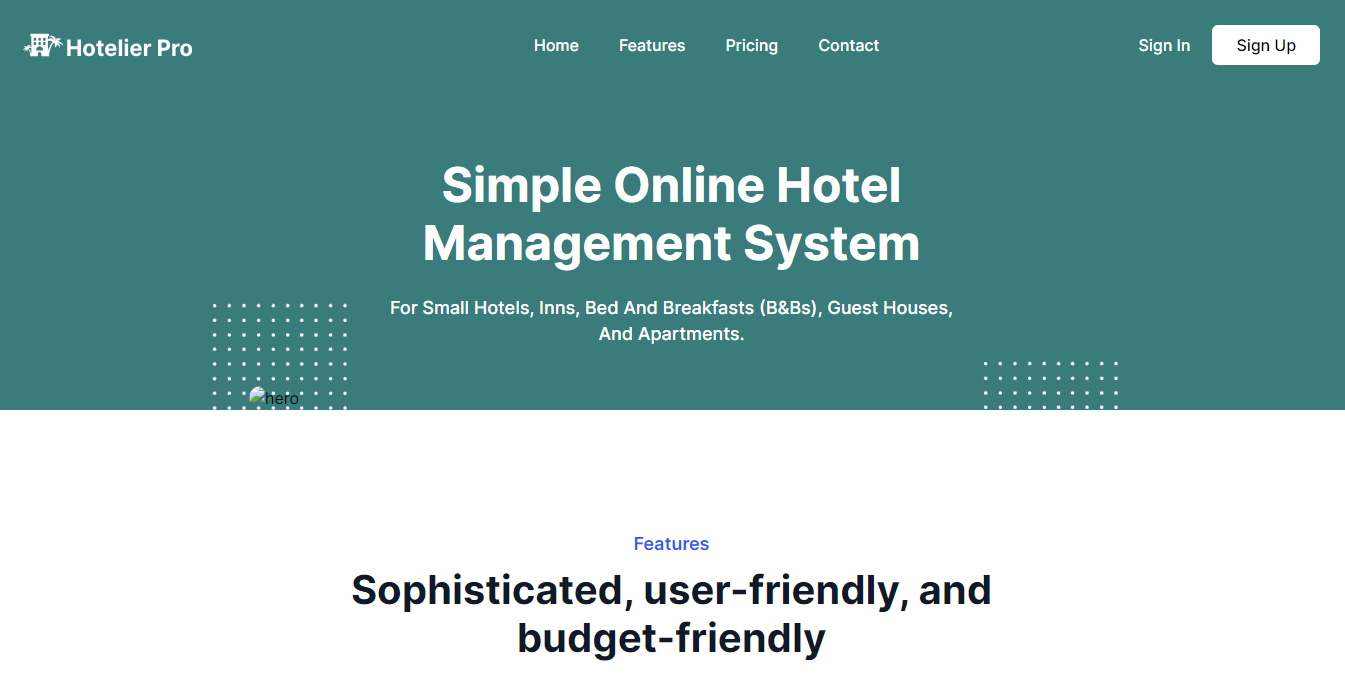 Hotelier Pro
Home
Features
Pricing
Contact
Sign In
Sign Up
Simple Online Hotel
Management System
For Small Hotels, Inns, Bed And Breakfasts (B&Bs), Guest Houses,
And Apartments.
hero
Features
Sophisticated, user-friendly, and
budget-friendly